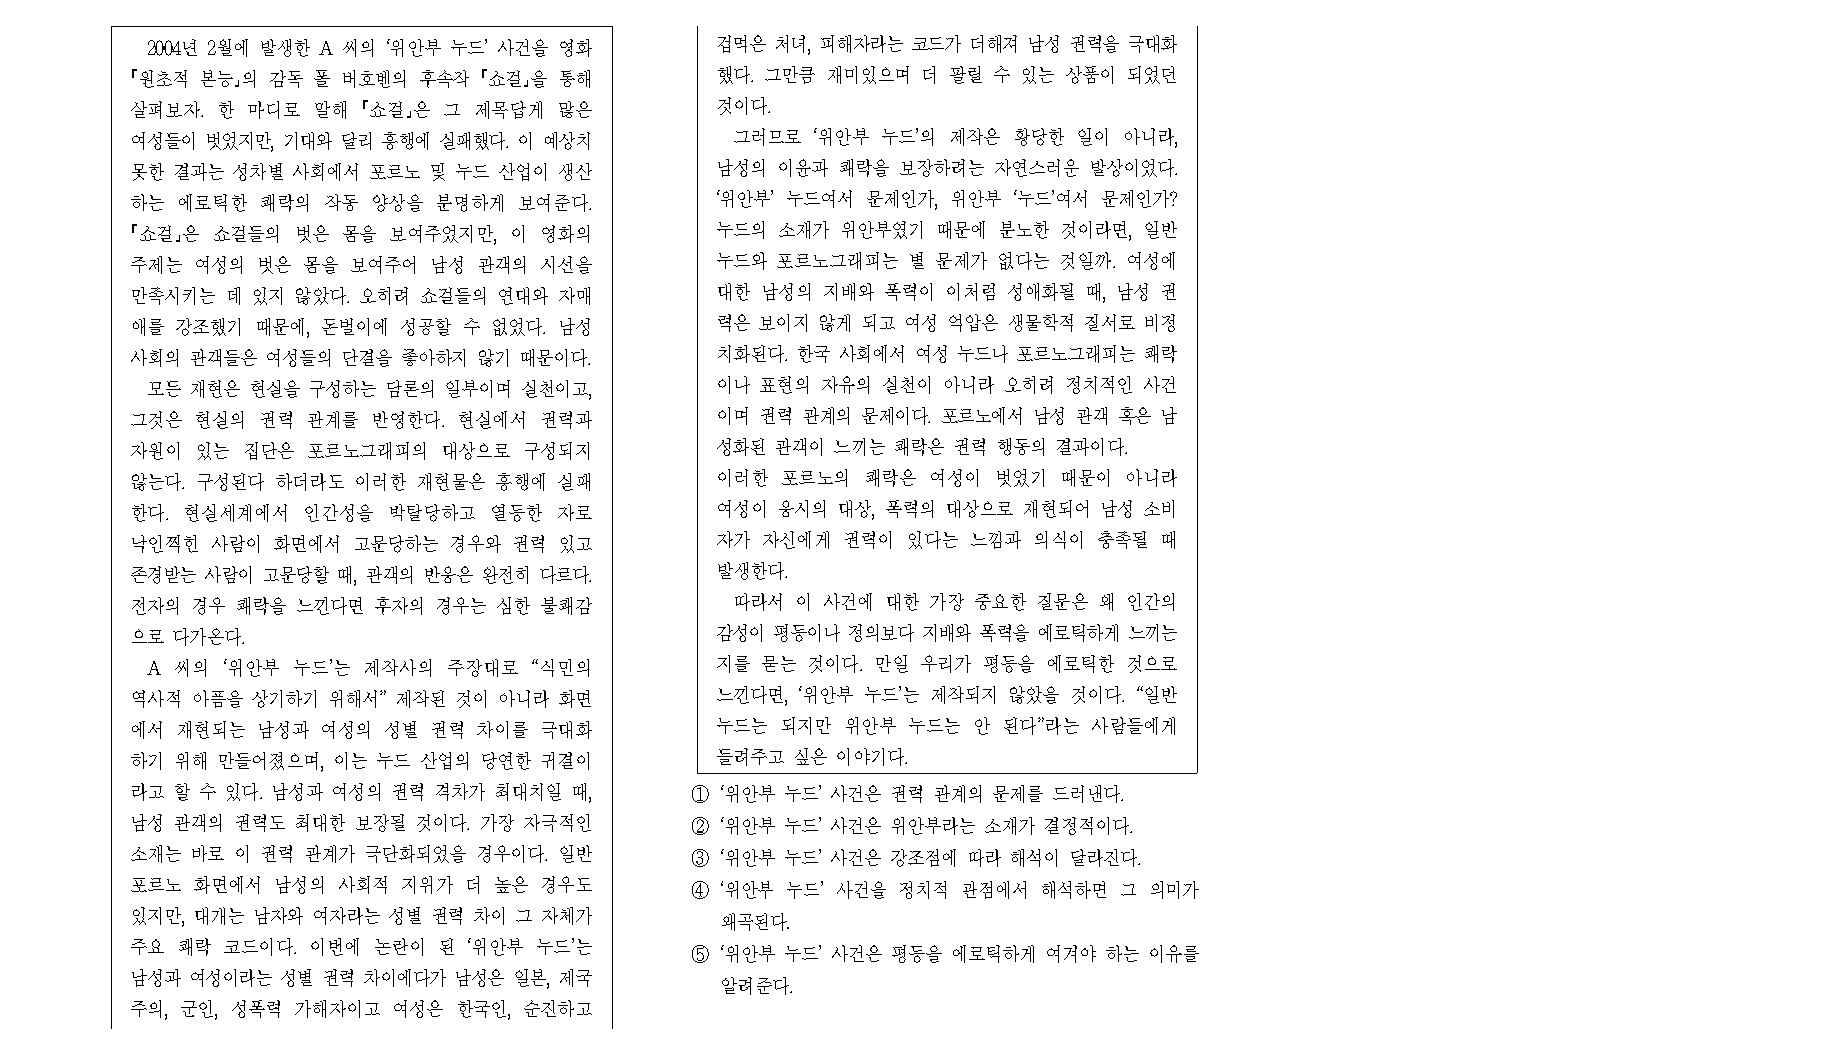 2004년 2월에 발생한 A 씨의 ‘위안부 누드’ 사건을 영화
『원초적 본능』의 감독 폴 버호벤의 후속작 『쇼걸』을 통해
살펴보자. 한 마디로 말해 『쇼걸』은 그 제목답게 많은
여성들이 벗었지만, 기대와 달리 흥행에 실패했다. 이 예상치
못한 결과는 성차별 사회에서 포르노 및 누드 산업이 생산
하는 에로틱한 쾌락의 작동 양상을 분명하게 보여준다.
『쇼걸』은 쇼걸들의 벗은 몸을 보여주었지만, 이 영화의
주제는 여성의 벗은 몸을 보여주어 남성 관객의 시선을
만족시키는 데 있지 않았다. 오히려 쇼걸들의 연대와 자매
애를 강조했기 때문에, 돈벌이에 성공할 수 없었다. 남성
사회의 관객들은 여성들의 단결을 좋아하지 않기 때문이다.
모든 재현은 현실을 구성하는 담론의 일부이며 실천이고,
그것은 현실의 권력 관계를 반영한다. 현실에서 권력과
자원이 있는 집단은 포르노그래피의 대상으로 구성되지
않는다. 구성된다 하더라도 이러한 재현물은 흥행에 실패
한다. 현실세계에서 인간성을 박탈당하고 열등한 자로
낙인찍힌 사람이 화면에서 고문당하는 경우와 권력 있고
존경받는 사람이 고문당할 때, 관객의 반응은 완전히 다르다.
전자의 경우 쾌락을 느낀다면 후자의 경우는 심한 불쾌감
으로 다가온다.
A 씨의 ‘위안부 누드’는 제작사의 주장대로 “식민의
역사적 아픔을 상기하기 위해서” 제작된 것이 아니라 화면
에서 재현되는 남성과 여성의 성별 권력 차이를 극대화
하기 위해 만들어졌으며, 이는 누드 산업의 당연한 귀결이
라고 할 수 있다. 남성과 여성의 권력 격차가 최대치일 때,
남성 관객의 권력도 최대한 보장될 것이다. 가장 자극적인
소재는 바로 이 권력 관계가 극단화되었을 경우이다. 일반
포르노 화면에서 남성의 사회적 지위가 더 높은 경우도
있지만, 대개는 남자와 여자라는 성별 권력 차이 그 자체가
주요 쾌락 코드이다. 이번에 논란이 된 ‘위안부 누드’는
남성과 여성이라는 성별 권력 차이에다가 남성은 일본, 제국
주의, 군인, 성폭력 가해자이고 여성은 한국인, 순진하고
겁먹은 처녀, 피해자라는 코드가 더해져 남성 권력을 극대화
했다. 그만큼 재미있으며 더 팔릴 수 있는 상품이 되었던
것이다.
그러므로 ‘위안부 누드’의 제작은 황당한 일이 아니라,
남성의 이윤과 쾌락을 보장하려는 자연스러운 발상이었다.
‘위안부’ 누드여서 문제인가, 위안부 ‘누드’여서 문제인가?
누드의 소재가 위안부였기 때문에 분노한 것이라면, 일반
누드와 포르노그래피는 별 문제가 없다는 것일까. 여성에
대한 남성의 지배와 폭력이 이처럼 성애화될 때, 남성 권
력은 보이지 않게 되고 여성 억압은 생물학적 질서로 비정
치화된다. 한국 사회에서 여성 누드나 포르노그래피는 쾌락
이나 표현의 자유의 실천이 아니라 오히려 정치적인 사건
이며 권력 관계의 문제이다. 포르노에서 남성 관객 혹은 남
성화된 관객이 느끼는 쾌락은 권력 행동의 결과이다.
이러한 포르노의 쾌락은 여성이 벗었기 때문이 아니라
여성이 응시의 대상, 폭력의 대상으로 재현되어 남성 소비
자가 자신에게 권력이 있다는 느낌과 의식이 충족될 때
발생한다.
따라서 이 사건에 대한 가장 중요한 질문은 왜 인간의
감성이 평등이나 정의보다 지배와 폭력을 에로틱하게 느끼는
지를 묻는 것이다. 만일 우리가 평등을 에로틱한 것으로
느낀다면, ‘위안부 누드’는 제작되지 않았을 것이다. “일반
누드는 되지만 위안부 누드는 안 된다”라는 사람들에게
들려주고 싶은 이야기다.
① ‘위안부 누드’ 사건은 권력 관계의 문제를 드러낸다.
② ‘위안부 누드’ 사건은 위안부라는 소재가 결정적이다.
③ ‘위안부 누드’ 사건은 강조점에 따라 해석이 달라진다.
④ ‘위안부 누드’ 사건을 정치적 관점에서 해석하면 그 의미가
왜곡된다.
⑤ ‘위안부 누드’ 사건은 평등을 에로틱하게 여겨야 하는 이유를
알려준다.